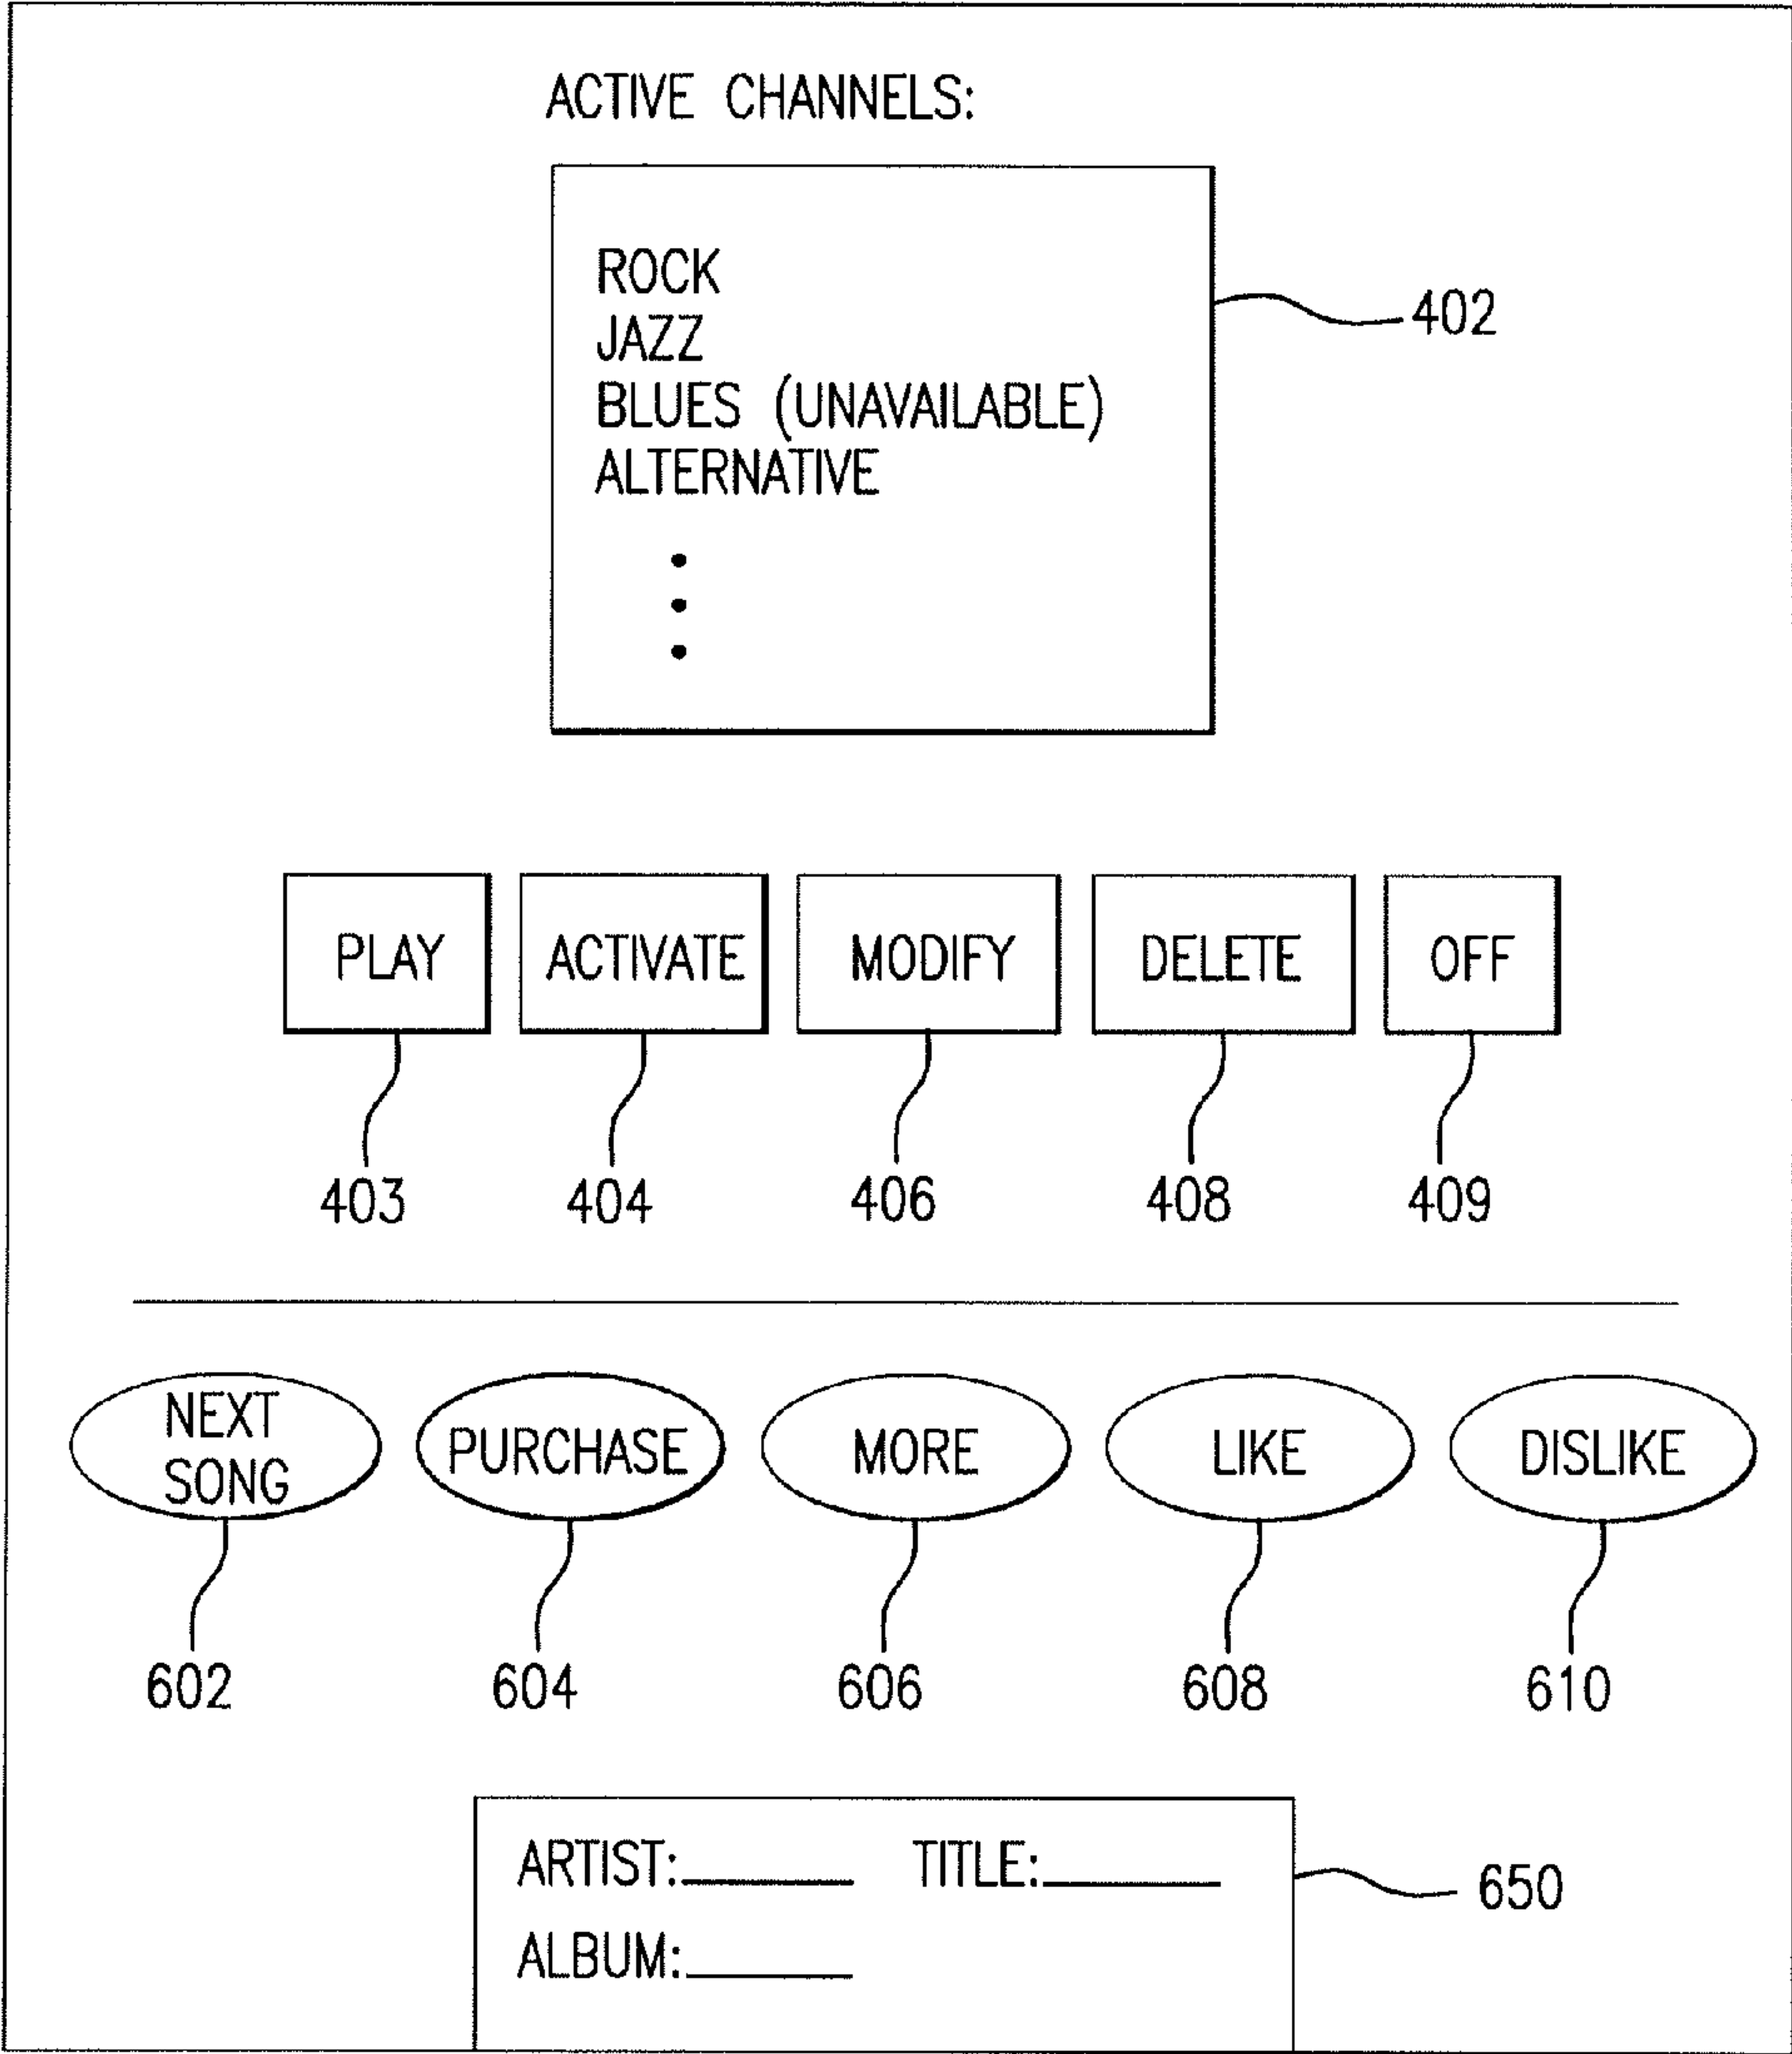 ACTIVE CHANNELS:
ROCK
JAZZ
BLUES (UNAVAILABLE)
ALTERNATIVE
402
PLAY
ACTIVATE
MODIFY
DELETE
OFF
403
404
406
408
409
NEXT
SONG
PURCHASE
MORE
LIKE
DISLIKE
602
604
606
608
610
ARTIST:
TITLE:
ALBUM:
650